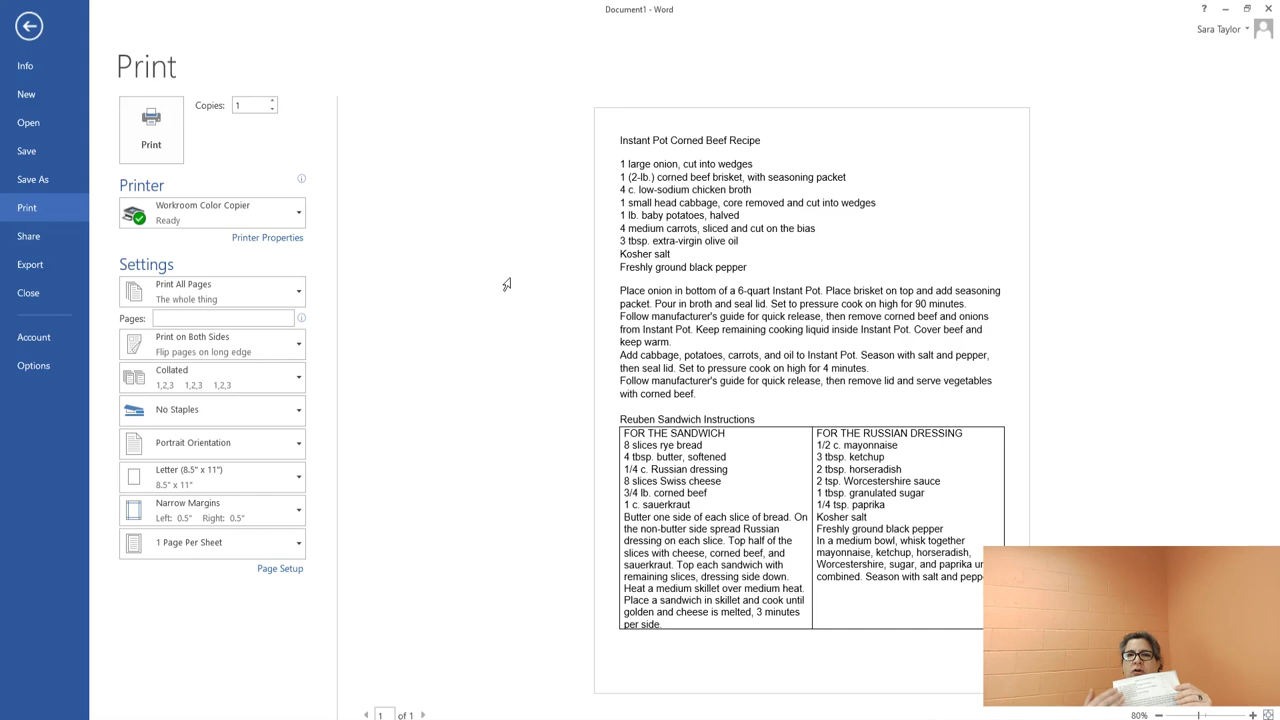 Document1 - Word
?
Sara Taylor
Info
New
Open
Save
Save As
Print
Share
Export
Close
Account
Options
Print
Print
Copies: 1
Printer
Workroom Color Copier
Ready
Printer Properties
Settings
Print All Pages
The whole thing
Pages:
Print on Both Sides
Flip pages on long edge
Collated
1,2,3 1,2,3 1,2,3
No Staples
Portrait Orientation
Letter (8.5" x 11")
8.5" x 11"
Narrow Margins
Left: 0.5" Right: 0.5"
1 Page Per Sheet
Page Setup
Instant Pot Corned Beef Recipe
1 large onion, cut into wedges
1 (2-lb.) corned beef brisket, with seasoning packet
4 c. low-sodium chicken broth
1 small head cabbage, core removed and cut into wedges
1 lb. baby potatoes, halved
4 medium carrots, sliced and cut on the bias
3 tbsp. extra-virgin olive oil
Kosher salt
Freshly ground black pepper
Place onion in bottom of a 6-quart Instant Pot. Place brisket on top and add seasoning
packet. Pour in broth and seal lid. Set to pressure cook on high for 90 minutes.
Follow manufacturer's guide for quick release, then remove corned beef and onions
from Instant Pot. Keep remaining cooking liquid inside Instant Pot. Cover beef and
keep warm.
Add cabbage, potatoes, carrots, and oil to Instant Pot. Season with salt and pepper,
then seal lid. Set to pressure cook on high for 4 minutes.
Follow manufacturer's guide for quick release, then remove lid and serve vegetables
with corned beef.
Reuben Sandwich Instructions
FOR THE SANDWICH
8 slices rye bread
4 tbsp. butter, softened
1/4 c. Russian dressing
8 slices Swiss cheese
3/4 lb. corned beef
1 c. sauerkraut
Butter one side of each slice of bread. On
the non-butter side spread Russian
dressing on each slice. Top half of the
slices with cheese, corned beef, and
sauerkraut. Top each sandwich with
remaining slices, dressing side down.
Heat a medium skillet over medium heat.
Place a sandwich in skillet and cook until
golden and cheese is melted, 3 minutes
per side.
FOR THE RUSSIAN DRESSING
1/2 c. mayonnaise
3 tbsp. ketchup
2 tbsp. horseradish
2 tsp. Worcestershire sauce
1 tbsp. granulated sugar
1/4 tsp. paprika
Kosher salt
Freshly ground black pepper
In a medium bowl, whisk together
mayonnaise, ketchup, horseradish,
Worcestershire, sugar, and paprika
combined. Season with salt and
1 of 1
80%